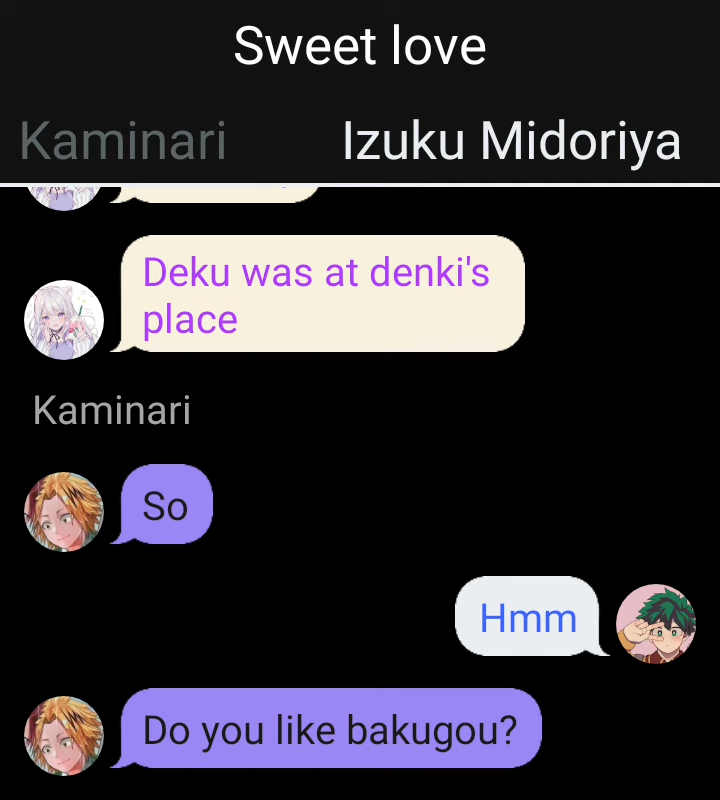 Sweet love
Kaminari
Izuku Midoriya
Deku was at denki's
place
Kaminari
So
Hmm
Do you like bakugou?